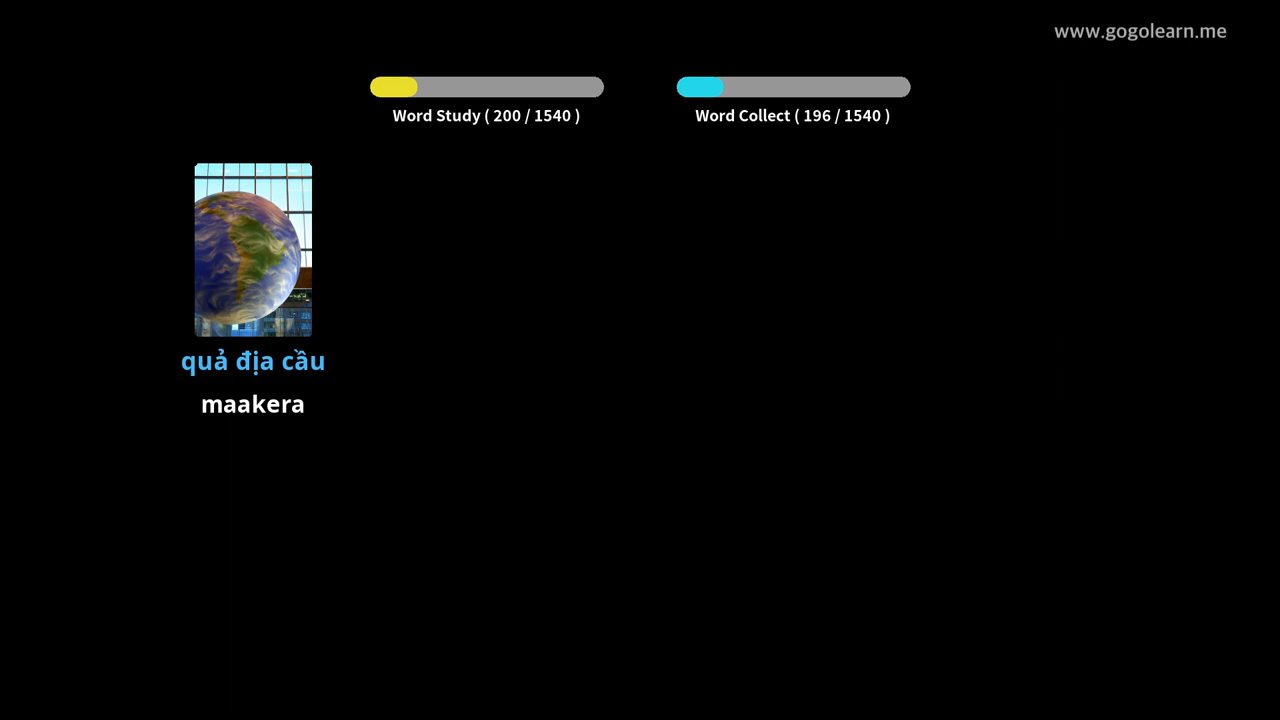 www.gogolearn.me
Word Study ( 200 / 1540 )
Word Collect ( 196 / 1540 )
quả địa cầu
maakera